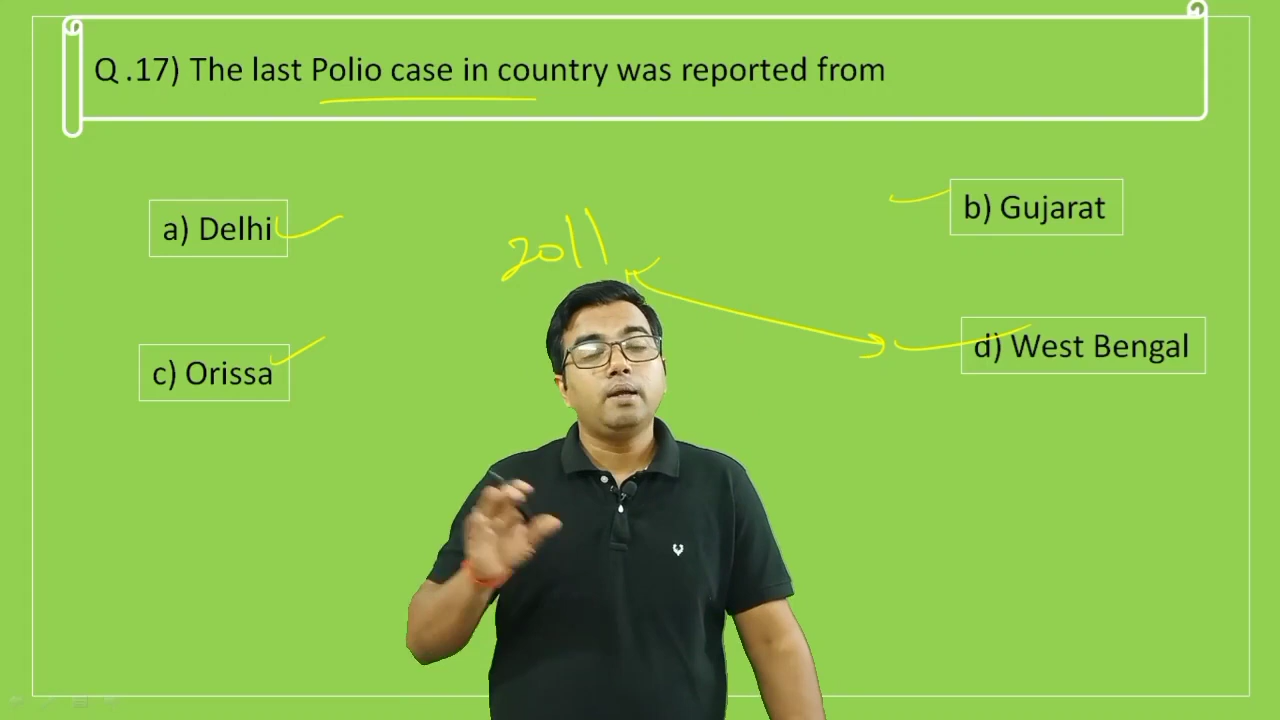 Q .17) The last Polio case in country was reported from
a) Delhi
b) Gujarat
2011
c) Orissa
d) West Bengal